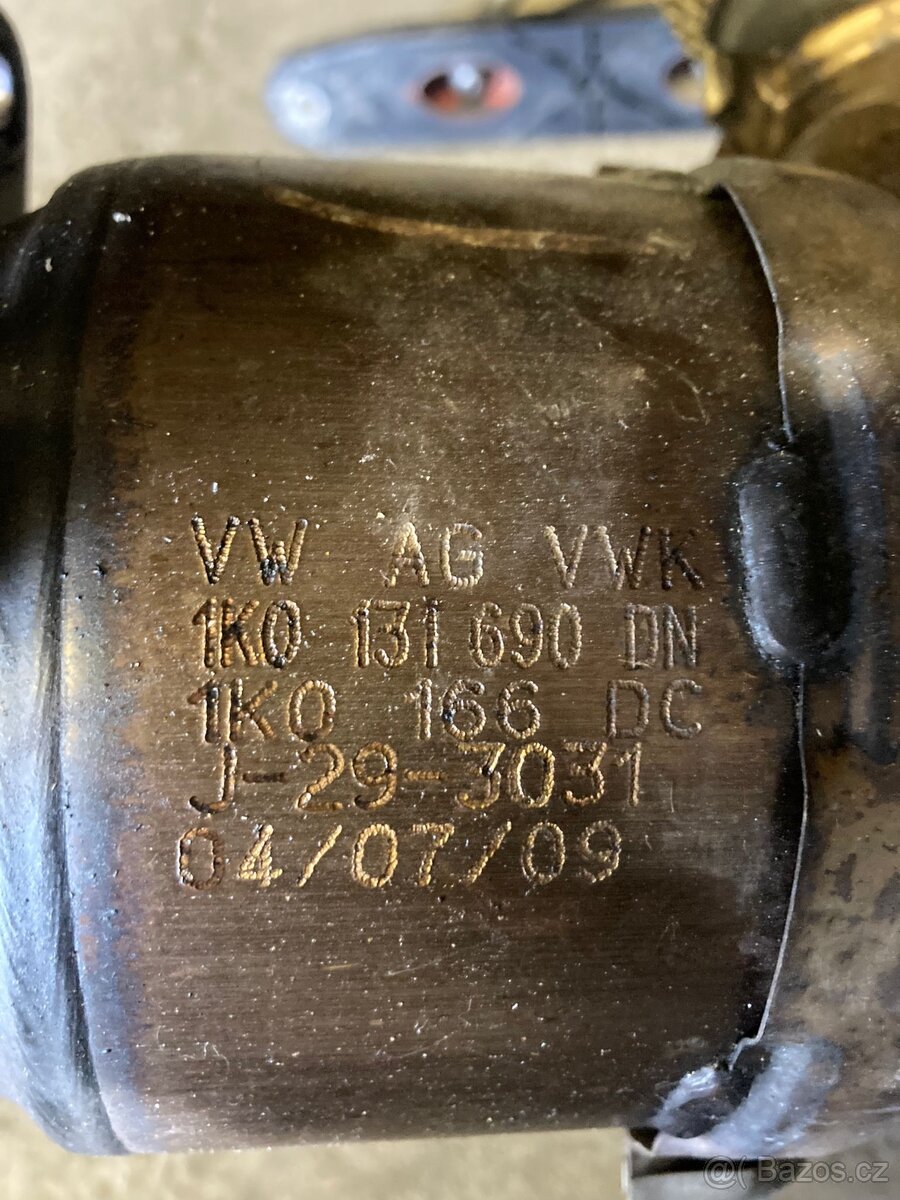 VW AG VWK
1K0 131 690 DN
1K0 166 DC
J-29-3031
04/07/09
@( Bazos.cz